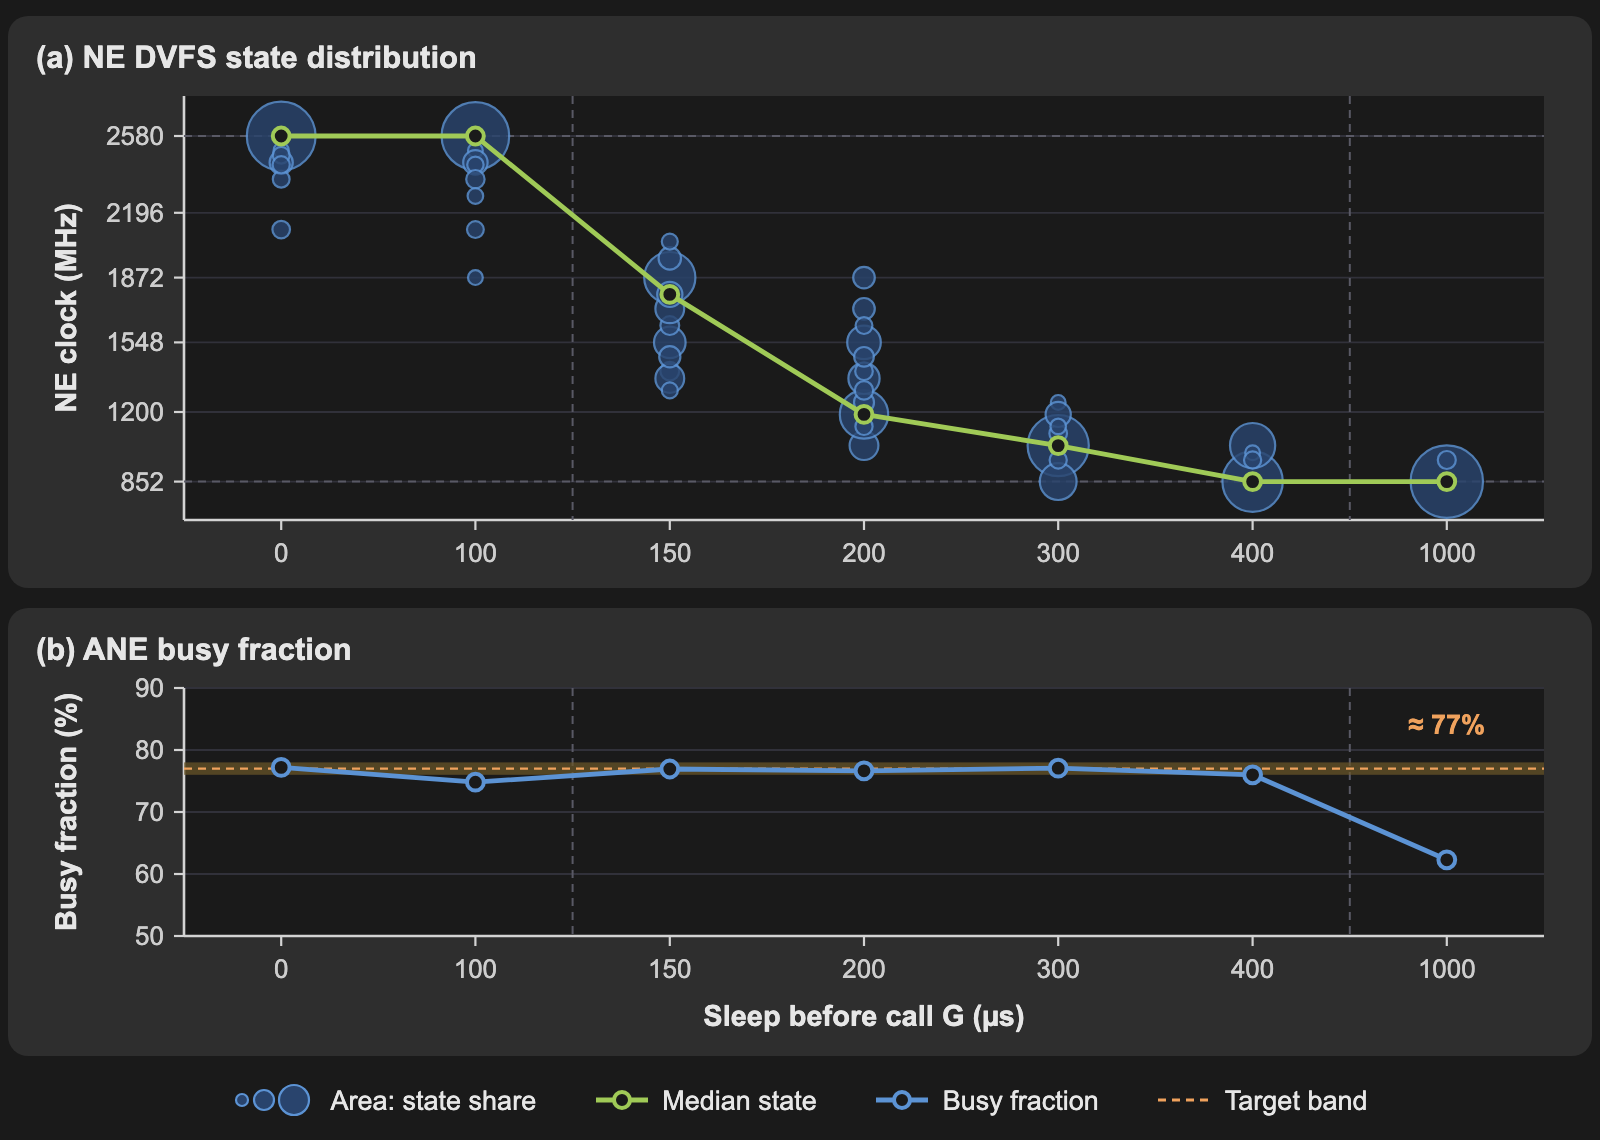 (a) NE DVFS state distribution
NE clock (MHz)
2580
2196
1872
1548
1200
852
0 100 150 200 300 400 1000
(b) ANE busy fraction
Busy fraction (%)
90
80
70
60
50
≈ 77%
0 100 150 200 300 400 1000
Sleep before call G (μs)
Area: state share Median state Busy fraction Target band